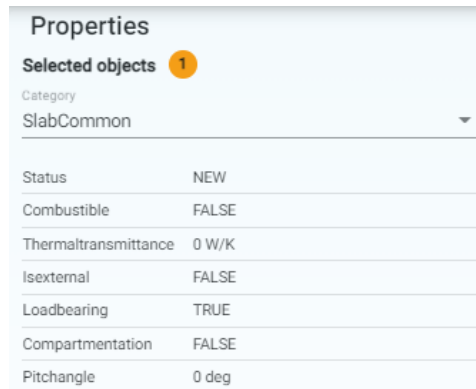 Properties
Selected objects 1
Category
SlabCommon
Status NEW
Combustible FALSE
Thermaltransmittance 0 W/K
Isexternal FALSE
Loadbearing TRUE
Compartmentation FALSE
Pitchangle 0 deg